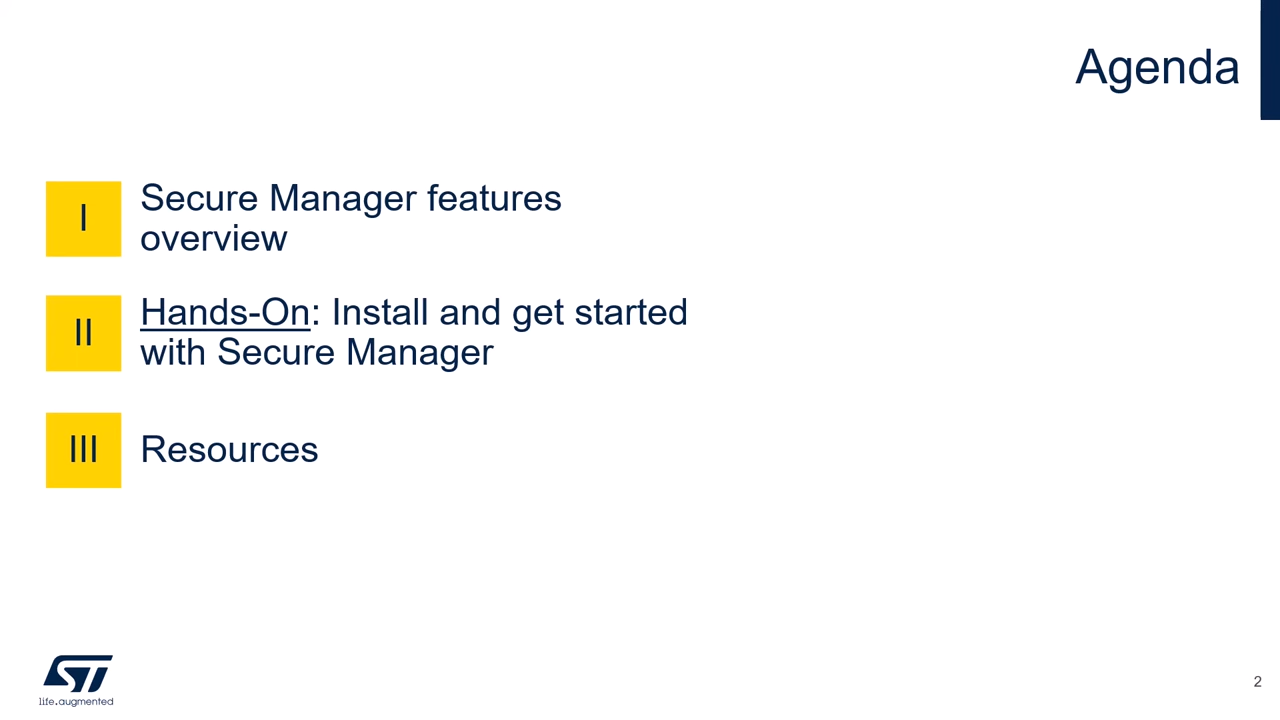 Agenda
I
Secure Manager features
overview
II
Hands-On: Install and get started
with Secure Manager
III
Resources
ST
life.augmented
2